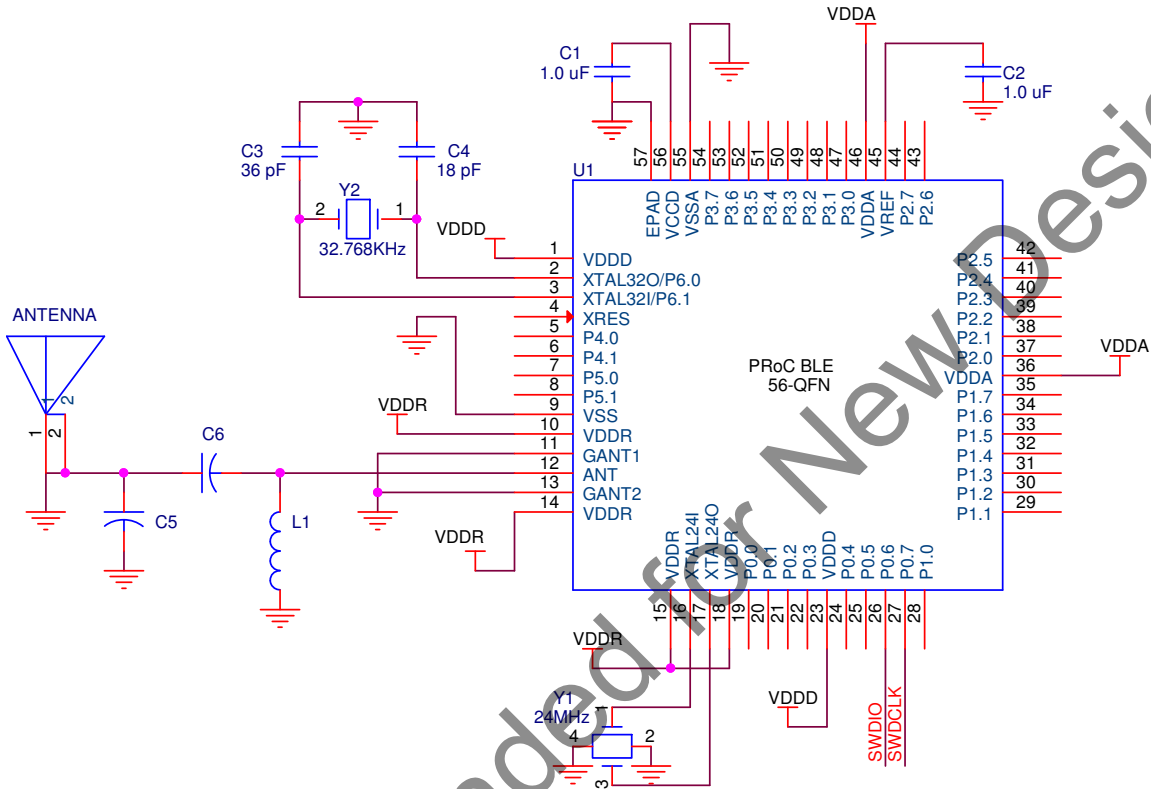 VDDA
C1
1.0 uF
C2
1.0 uF
C3
36 pF
C4
18 pF
Y2
2
1
32.768KHz
57
56
55
54
53
52
51
50
49
48
47
46
45
44
43
U1
EPAD
VCCD
VSSA
P3.7
P3.6
P3.5
P3.4
P3.3
P3.2
P3.1
P3.0
VDDA
VREF
P2.7
P2.6
VDDD
1 VDDD
2 XTAL32O/P6.0
3 XTAL32I/P6.1
4 XRES
5 P4.0
6 P4.1
7 P5.0
8 P5.1
9 VSS
10 VDDR
11 GANT1
12 ANT
13 GANT2
14 VDDR
VDDR
VDDR
P2.5 42
P2.4 41
P2.3 40
P2.2 39
P2.1 38
P2.0 37
VDDA 36
P1.7 35
P1.6 34
P1.5 33
P1.4 32
P1.3 31
P1.2 30
P1.1 29
VDDA
PRoC BLE
56-QFN
ANTENNA
1
2
1
2
C6
C5
L1
VDDR
XTAL24I
XTAL24O
VDDR
P0.0
P0.1
P0.2
P0.3
VDDD
P0.4
P0.5
P0.6
P0.7
P1.0
15
16
17
18
19
20
21
22
23
24
25
26
27
28
VDDR
Y1
24MHz
1
4
2
3
VDDD
SWDIO
SWDCLK
for New